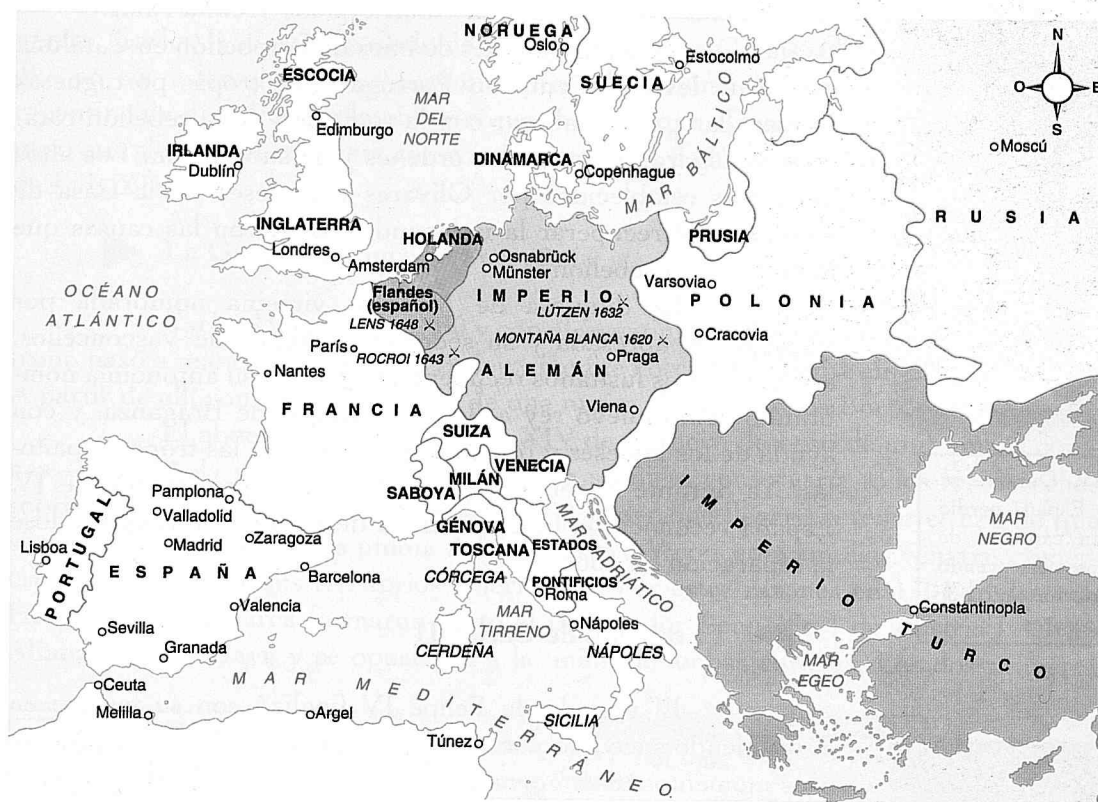 NORUEGA
Oslo
Estocolmo
SUECIA
N
O
E
S
ESCOCIA
MAR
DEL
NORTE
Edimburgo
IRLANDA
Dublín
DINAMARCA
Copenhague
MAR BÁLTICO
Moscú
RUSIA
INGLATERRA
Londres
HOLANDA
Amsterdam
Osnabrück
Münster
PRUSIA
Varsovia
POLONIA
Cracovia
OCÉANO
ATLÁNTICO
Flandes
(español)
LENS 1648
IMPERIO
LÜTZEN 1632
MONTAÑA BLANCA 1620
Praga
París
ROCROI 1643
ALEMÁN
Nantes
Viena
FRANCIA
SUIZA
VENECIA
MILÁN
SABOYA
GÉNOVA
TOSCANA
ESTADOS
PONTIFICIOS
Roma
MAR ADRIÁTICO
IMPERIO
TURCO
MAR
NEGRO
Pamplona
Valladolid
Zaragoza
Madrid
Lisboa
PORTUGAL
ESPAÑA
Barcelona
CÓRCEGA
Valencia
MAR
TIRRENO
Nápoles
NÁPOLES
Constantinopla
Sevilla
Granada
CERDEÑA
MAR
EGEO
Ceuta
MAR MEDITERRÁNEO
Melilla
Argel
SICILIA
Túnez